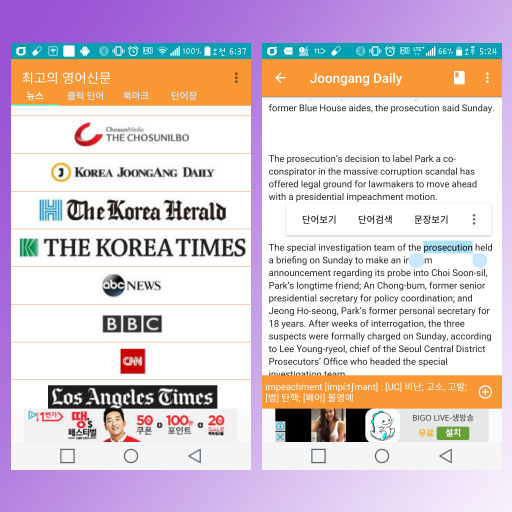 100% 오전 6:37
최고의 영어신문
뉴스 클릭 단어 북마크 단어장
ChosunMedia
THE CHOSUNILBO
KOREA JOONGANG DAILY
The Korea Herald
THE KOREA TIMES
abc NEWS
BBC
CNN
Los Angeles Times
11번가 땡's 페스티벌 50 쿠폰 + 100 포인트 + 20 SALE
66% 오후 5:24
Joongang Daily
former Blue House aides, the prosecution said Sunday.
The prosecution's decision to label Park a co-
conspirator in the massive corruption scandal has
offered legal ground for lawmakers to move ahead
with a presidential impeachment motion.
단어보기 단어검색 문장보기
The special investigation team of the prosecution held
a briefing on Sunday to make an
announcement regarding its probe into Choi Soon-sil,
Park's longtime friend; An Chong-bum, former senior
presidential secretary for policy coordination; and
Jeong Ho-seong, Park's former personal secretary for
18 years. After weeks of interrogation, the three
suspects were formally charged on Sunday, according
to Lee Young-ryeol, chief of the Seoul Central District
Prosecutors' Office who headed the special
investigation team.
impeachment [impíːtʃmənt] : [UC] 비난; 고소, 고발;
[법] 탄핵; [폐어] 불명예
BIGO LIVE-생방송
무료 설치